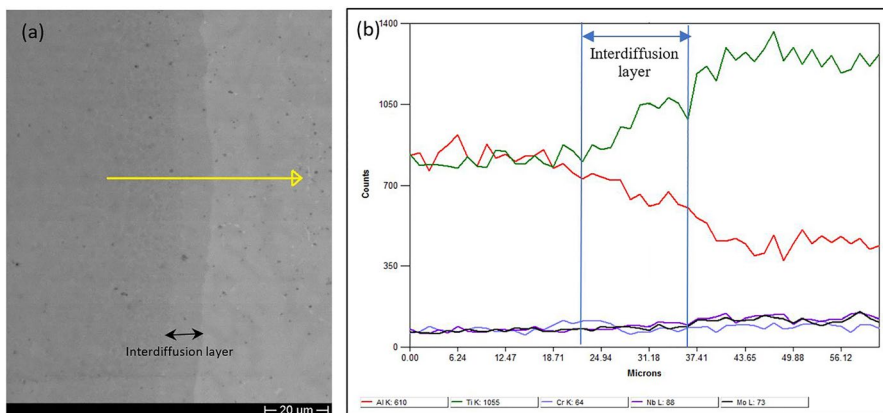 (a)
Interdiffusion layer
20 µm
(b)
Interdiffusion
layer
1400
1050
700
350
0
Counts
0.00 6.24 12.47 18.71 24.94 31.18 37.41 43.65 49.88 56.12
Microns
Al K: 610 Ti K: 1055 Cr K: 64 Nb L: 88 Mo L: 73